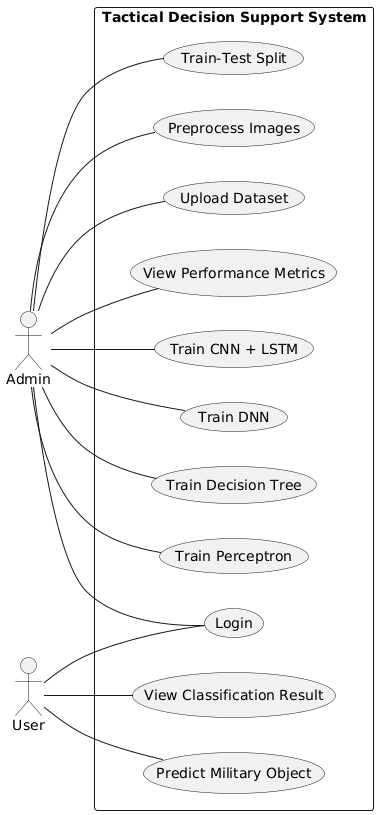 Tactical Decision Support System
Train-Test Split
Preprocess Images
Upload Dataset
View Performance Metrics
Train CNN + LSTM
Admin
Train DNN
Train Decision Tree
Train Perceptron
Login
View Classification Result
User
Predict Military Object